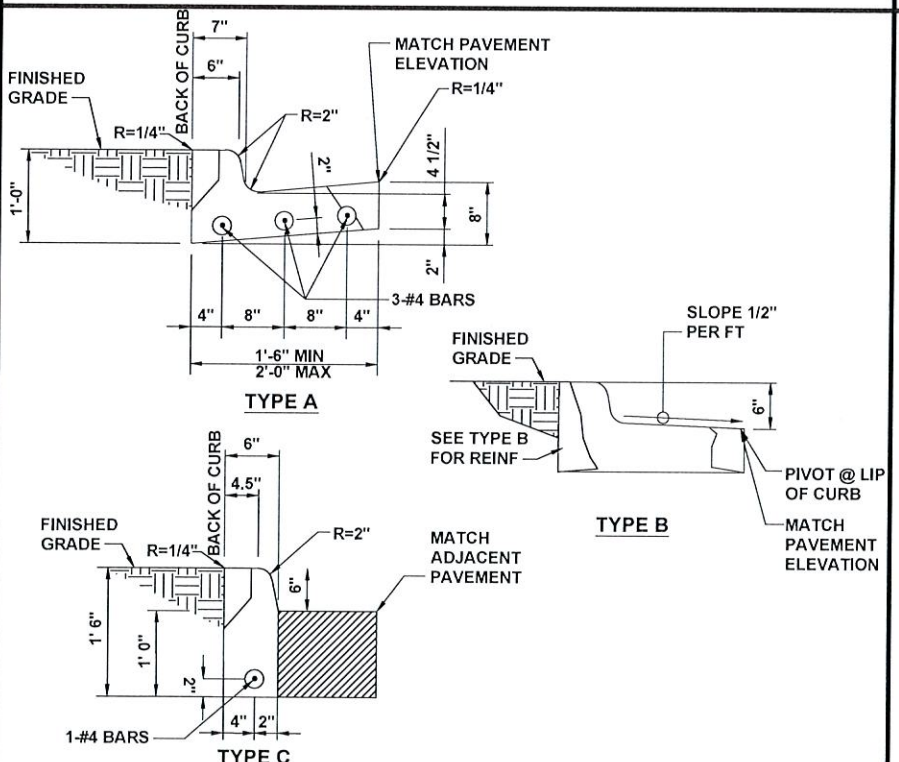 7"
BACK OF CURB
6"
MATCH PAVEMENT
ELEVATION
FINISHED
GRADE
R=1/4"
R=2"
R=1/4"
2"
4 1/2"
1'-0"
8"
2"
3-#4 BARS
4"
8"
8"
4"
1'-6" MIN
2'-0" MAX
TYPE A
SLOPE 1/2"
PER FT
FINISHED
GRADE
6"
SEE TYPE B
FOR REINF
PIVOT @ LIP
OF CURB
MATCH
PAVEMENT
ELEVATION
TYPE B
6"
BACK OF CURB
4.5"
FINISHED
GRADE
R=1/4"
R=2"
MATCH
ADJACENT
PAVEMENT
6"
1' 6"
1' 0"
2"
1-#4 BARS
4"
2"
TYPE C